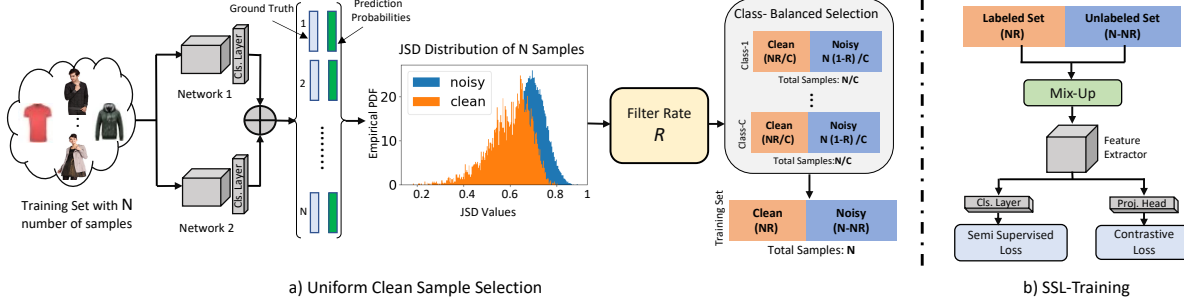 Ground Truth
Prediction
Probabilities
Cls. Layer
Network 1
Cls. Layer
Network 2
Training Set with N
number of samples
1
2
N
JSD Distribution of N Samples
noisy
clean
Empirical PDF
20
10
0
0.2
0.4
0.6
0.8
1
JSD Values
Filter Rate
R
Class- Balanced Selection
Class-1
Clean
(NR/C)
Noisy
N (1-R) /C
Total Samples: N/C
Class-C
Clean
(NR/C)
Noisy
N (1-R) /C
Total Samples:N/C
Training Set
Clean
(NR)
Noisy
(N-NR)
Total Samples: N
a) Uniform Clean Sample Selection
Labeled Set
(NR)
Unlabeled Set
(N-NR)
Mix-Up
Feature
Extractor
Cls. Layer
Proj. Head
Semi Supervised
Loss
Contrastive
Loss
b) SSL-Training